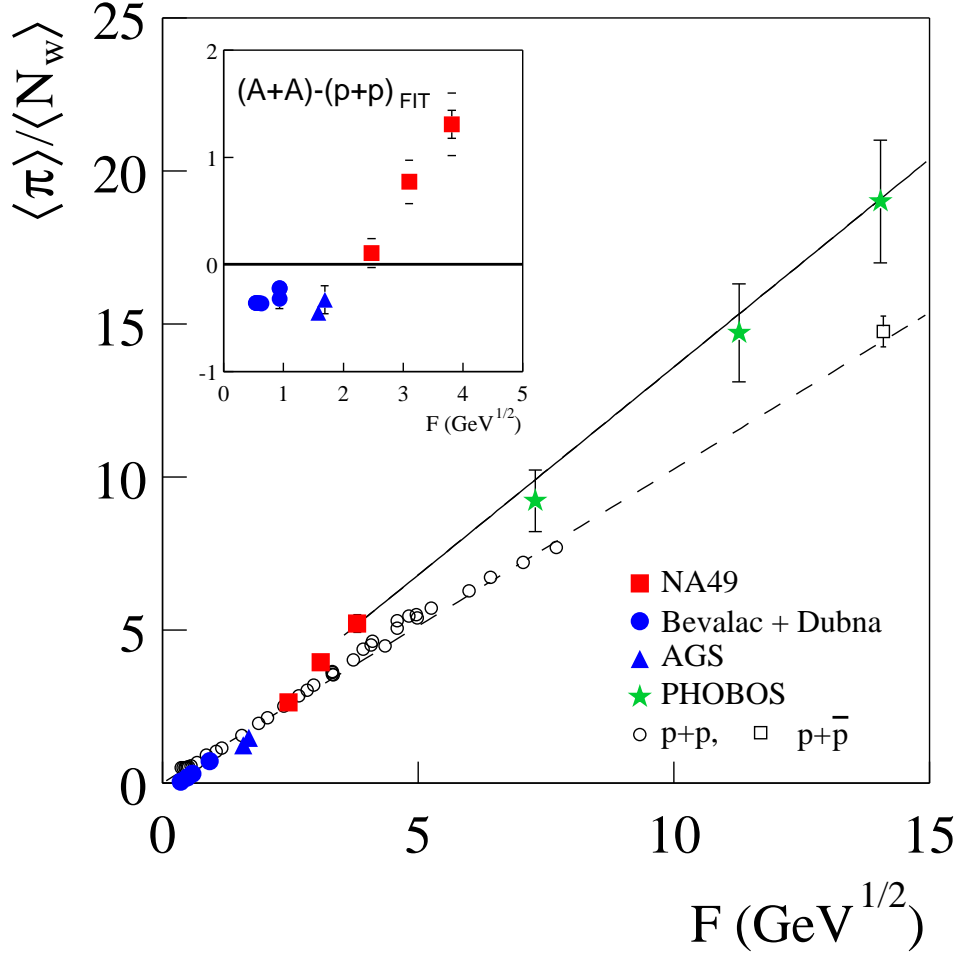 ⟨π⟩/⟨N_w⟩
25
20
15
10
5
0
2
1
0
-1
(A+A)-(p+p) FIT
0 1 2 3 4 5
F (GeV^1/2)
NA49
Bevalac + Dubna
AGS
PHOBOS
p+p, p+p̅
0 5 10 15
F (GeV^1/2)